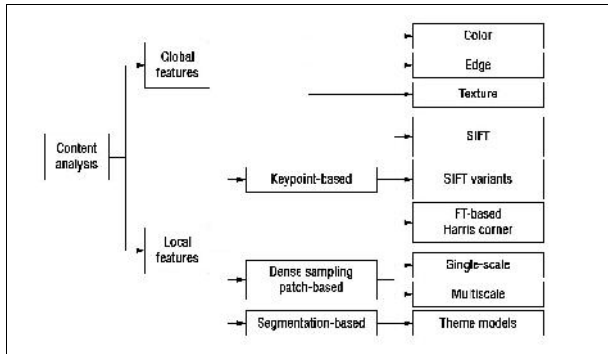 Color
Global
features
Edge
Texture
SIFT
Content
analysis
Keypoint-based
SIFT variants
FT-based
Harris corner
Local
features
Single-scale
Dense sampling
patch-based
Multiscale
Segmentation-based
Theme models